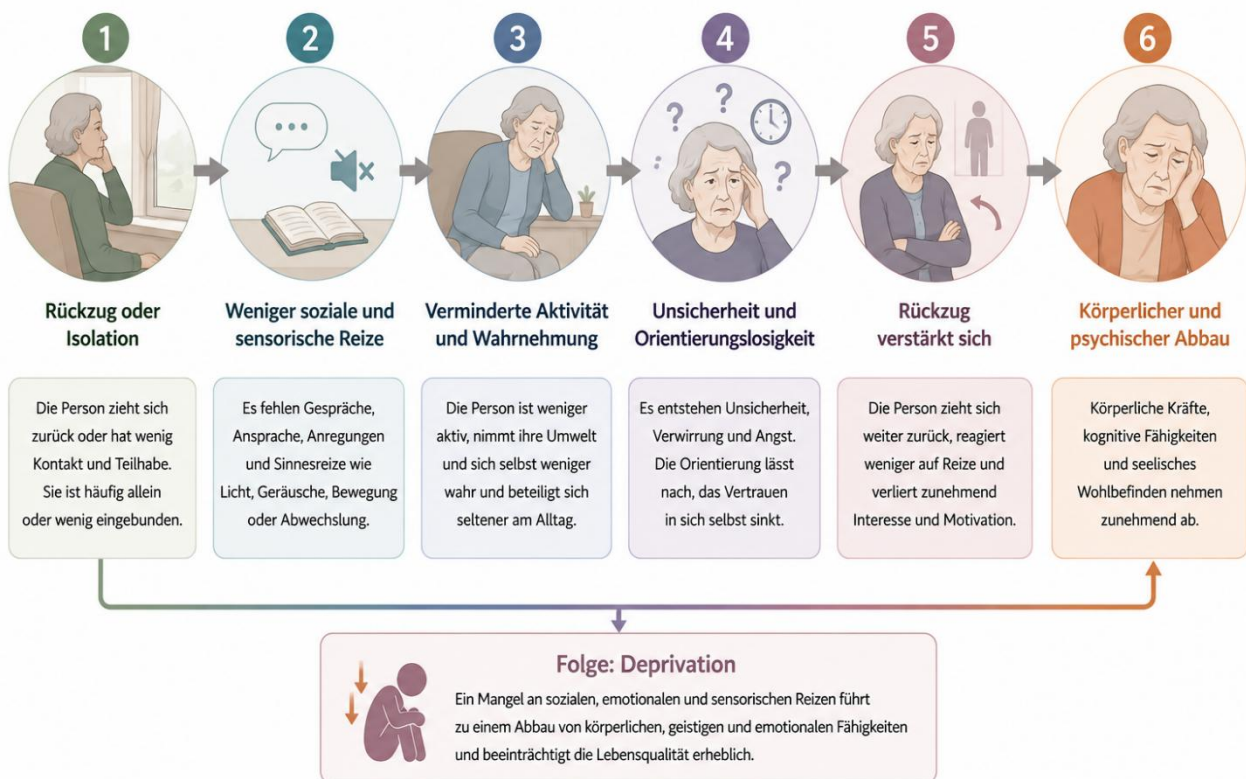 1
2
3
4
5
6
...
?
?
?
?
Rückzug oder
Isolation
Weniger soziale und
sensorische Reize
Verminderte Aktivität
und Wahrnehmung
Unsicherheit und
Orientierungslosigkeit
Rückzug
verstärkt sich
Körperlicher und
psychischer Abbau
Die Person zieht sich
zurück oder hat wenig
Kontakt und Teilhabe.
Sie ist häufig allein
oder wenig eingebunden.
Es fehlen Gespräche,
Ansprache, Anregungen
und Sinnesreize wie
Licht, Geräusche, Bewegung
oder Abwechslung.
Die Person ist weniger
aktiv, nimmt ihre Umwelt
und sich selbst weniger
wahr und beteiligt sich
seltener am Alltag.
Es entstehen Unsicherheit,
Verwirrung und Angst.
Die Orientierung lässt
nach, das Vertrauen
in sich selbst sinkt.
Die Person zieht sich
weiter zurück, reagiert
weniger auf Reize und
verliert zunehmend
Interesse und Motivation.
Körperliche Kräfte,
kognitive Fähigkeiten
und seelisches
Wohlbefinden nehmen
zunehmend ab.
Folge: Deprivation
Ein Mangel an sozialen, emotionalen und sensorischen Reizen führt
zu einem Abbau von körperlichen, geistigen und emotionalen Fähigkeiten
und beeinträchtigt die Lebensqualität erheblich.